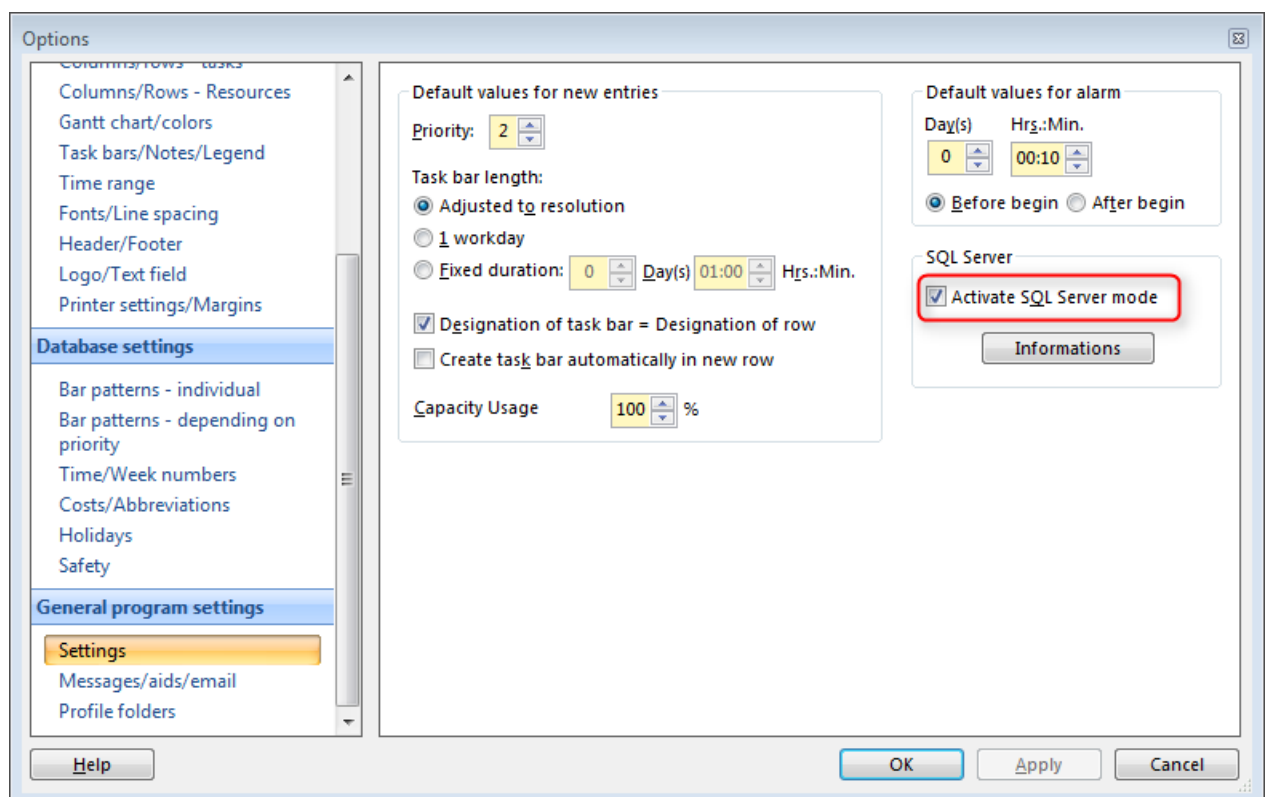 Options
Columns/rows - tasks
Columns/Rows - Resources
Gantt chart/colors
Task bars/Notes/Legend
Time range
Fonts/Line spacing
Header/Footer
Logo/Text field
Printer settings/Margins
Database settings
Bar patterns - individual
Bar patterns - depending on
priority
Time/Week numbers
Costs/Abbreviations
Holidays
Safety
General program settings
Settings
Messages/aids/email
Profile folders
Default values for new entries
Priority: 2
Task bar length:
Adjusted to resolution
1 workday
Fixed duration: 0 Day(s) 01:00 Hrs.:Min.
Designation of task bar = Designation of row
Create task bar automatically in new row
Capacity Usage 100 %
Default values for alarm
Day(s) Hrs.:Min.
0 00:10
Before begin After begin
SQL Server
Activate SQL Server mode
Informations
Help OK Apply Cancel